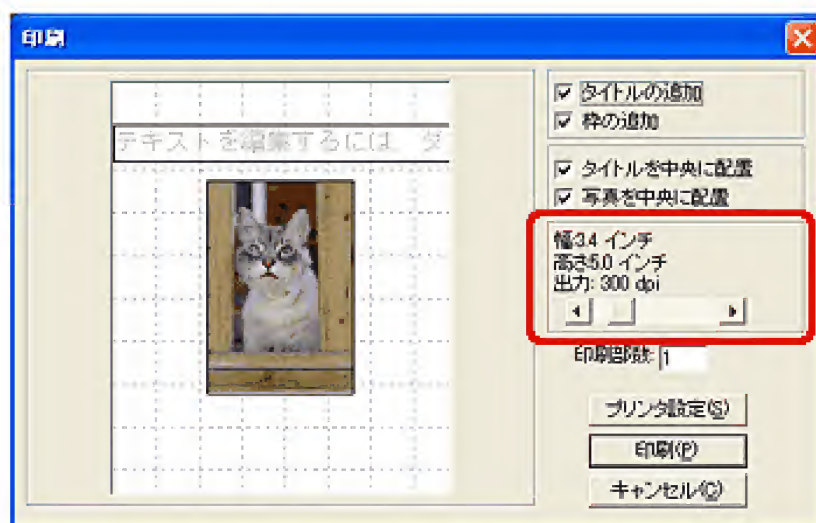 印刷
テキストを編集するには、ダ
タイトルの追加
枠の追加
タイトルを中央に配置
写真を中央に配置
幅:3.4 インチ
高さ:5.0 インチ
出力: 300 dpi
印刷部数: 1
プリンタ設定(S)
印刷(P)
キャンセル(C)